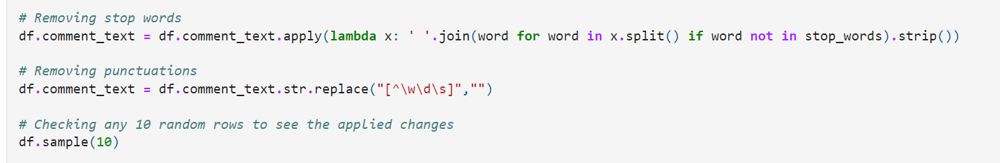 # Removing stop words
df.comment_text = df.comment_text.apply(lambda x: ' '.join(word for word in x.split() if word not in stop_words).strip())
# Removing punctuations
df.comment_text = df.comment_text.str.replace("[^\w\d\s]","")
# Checking any 10 random rows to see the applied changes
df.sample(10)